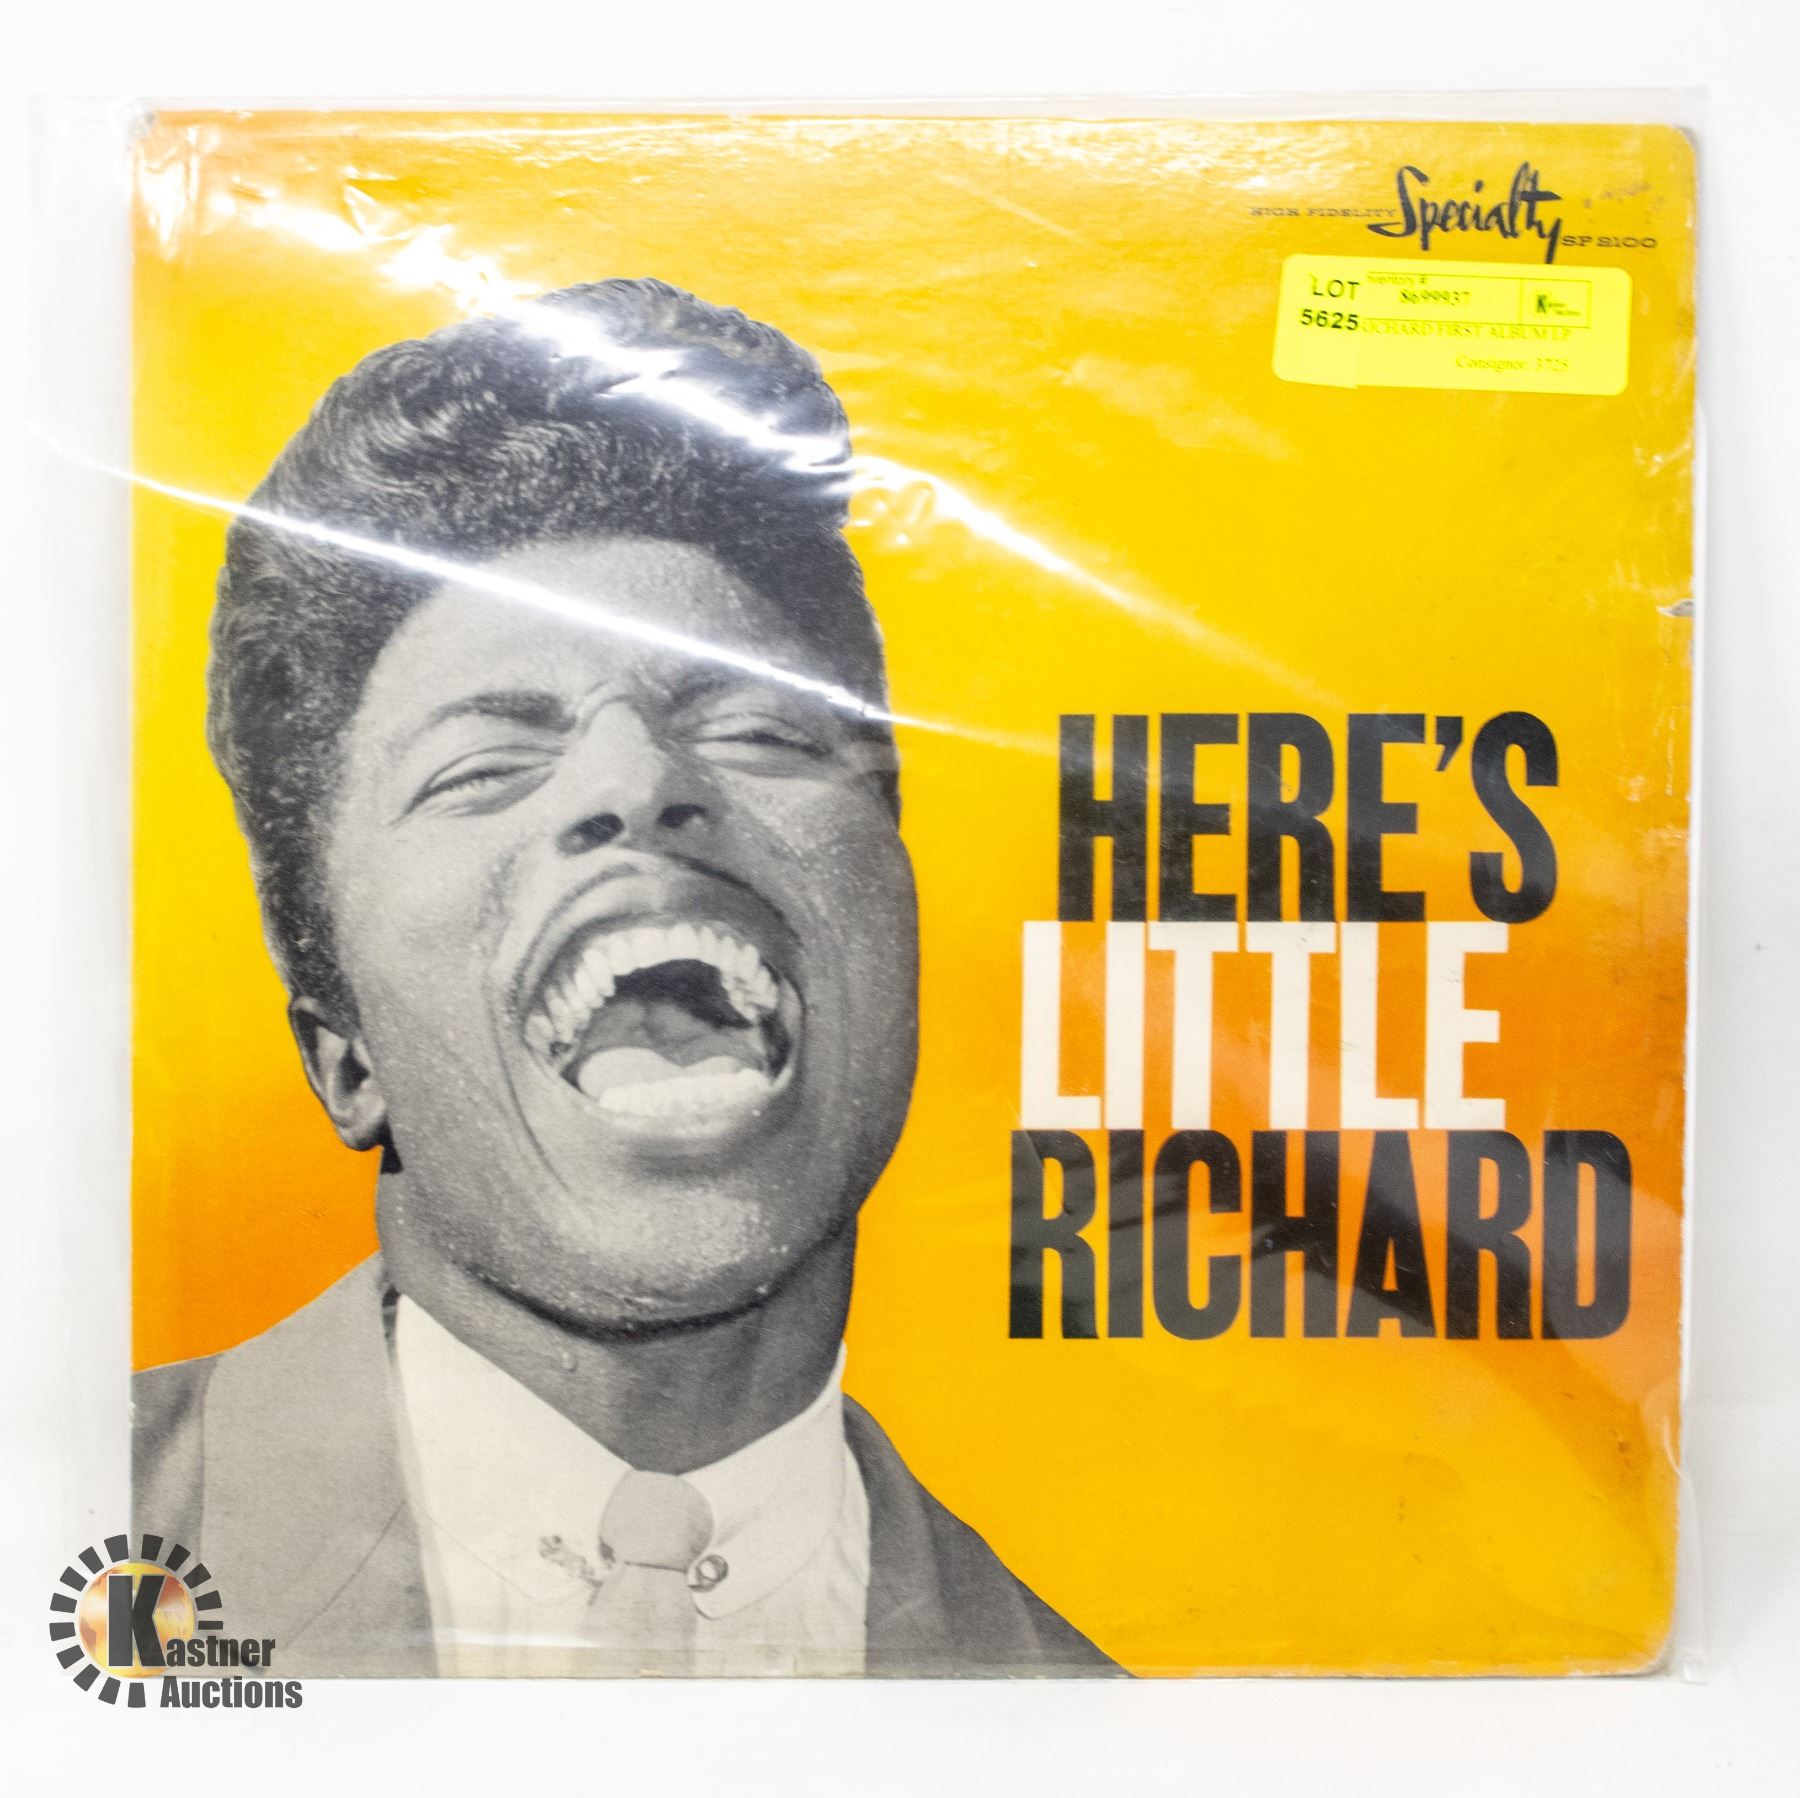 HIGH FIDELITY Specialty SP 2100
LOT
5625
8699937
RICHARD FIRST ALBUM LP
Consignor: 3725
HERE'S
LITTLE
RICHARD
Kastner
Auctions